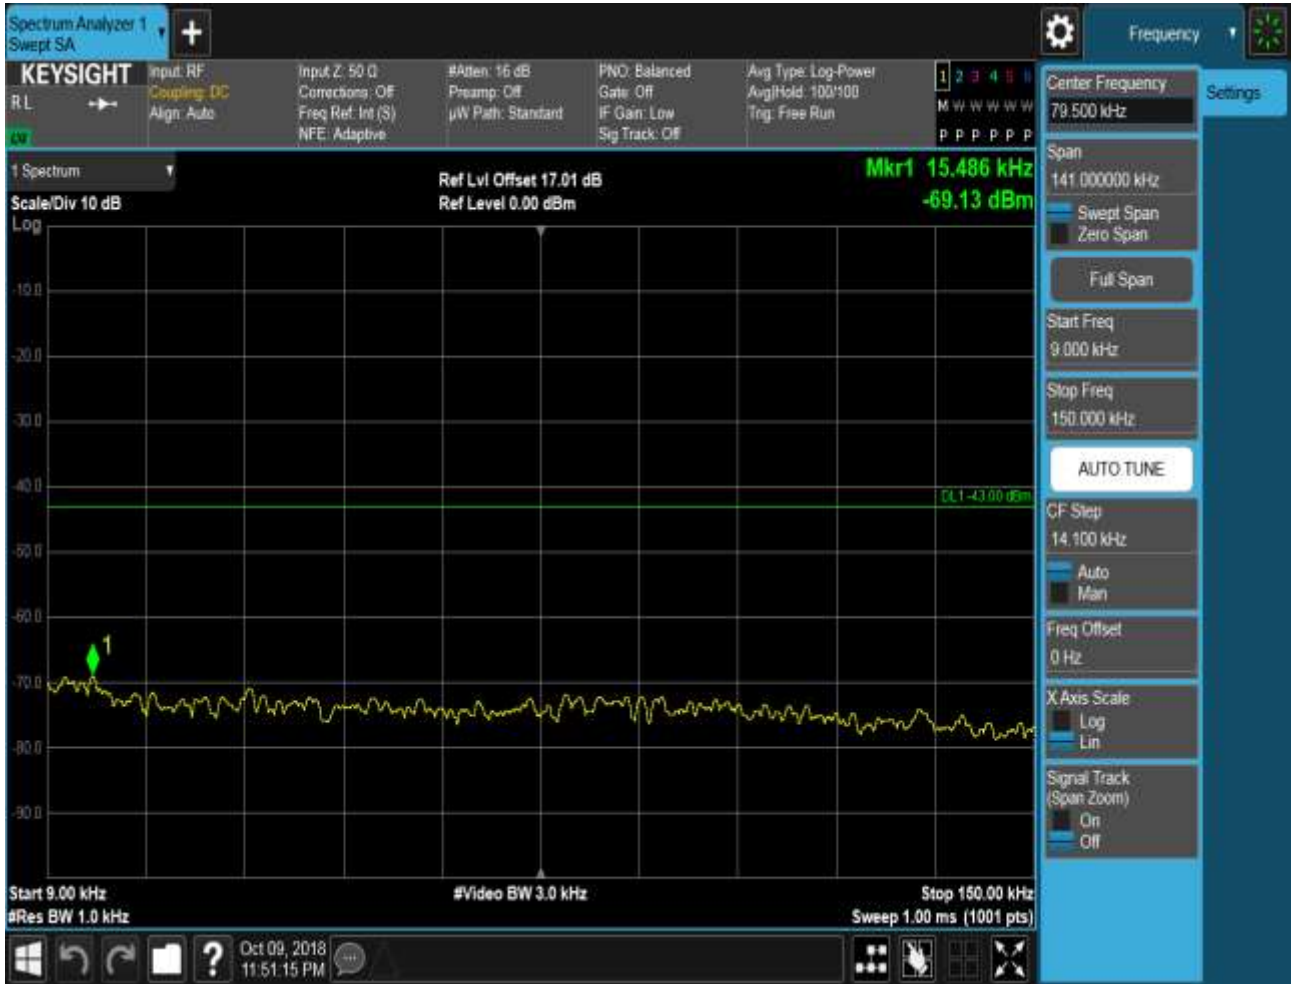 Spectrum Analyzer 1
Swept SA
+
Frequency
KEYSIGHT
RL
Input: RF
Coupling: DC
Align: Auto
Input Z: 50 Ω
Corrections: Off
Freq Ref: Int (S)
NFE: Adaptive
#Atten: 16 dB
Preamp: Off
µW Path: Standard
PNO: Balanced
Gate: Off
IF Gain: Low
Sig Track: Off
Avg Type: Log-Power
Avg|Hold: 100/100
Trig: Free Run
1 2 3 4 5 6
M W W W W W
P P P P P P
1 Spectrum
Scale/Div 10 dB
Log
Ref Lvl Offset 17.01 dB
Ref Level 0.00 dBm
Mkr1 15.486 kHz
-69.13 dBm
-10.0
-20.0
-30.0
-40.0
-50.0
-60.0
-70.0
-80.0
-90.0
DL1 -43.00 dBm
1
Start 9.00 kHz
#Res BW 1.0 kHz
#Video BW 3.0 kHz
Stop 150.00 kHz
Sweep 1.00 ms (1001 pts)
?
Oct 09, 2018
11:51:15 PM
Center Frequency
79.500 kHz
Settings
Span
141.000000 kHz
Swept Span
Zero Span
Full Span
Start Freq
9.000 kHz
Stop Freq
150.000 kHz
AUTO TUNE
CF Step
14.100 kHz
Auto
Man
Freq Offset
0 Hz
X Axis Scale
Log
Lin
Signal Track
(Span Zoom)
On
Off